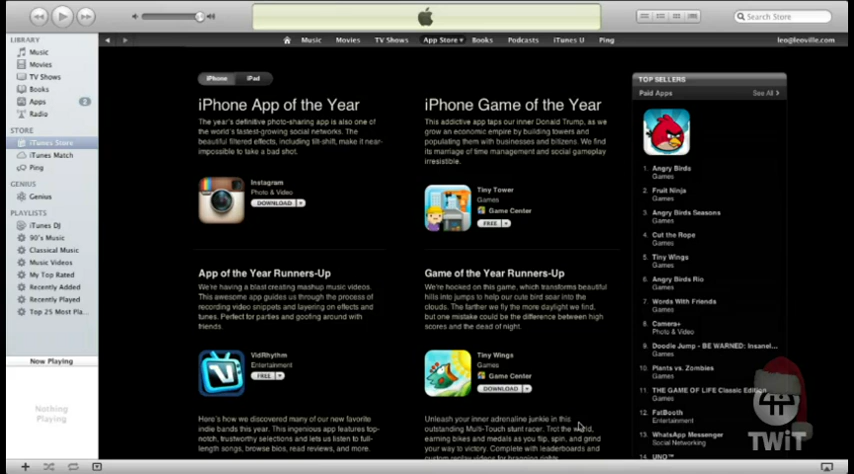 Search Store
LIBRARY
Music
Movies
TV Shows
Books
Apps
2
Radio
STORE
iTunes Store
iTunes Match
Ping
GENIUS
Genius
PLAYLISTS
iTunes DJ
90's Music
Classical Music
Music Videos
My Top Rated
Recently Added
Recently Played
Top 25 Most Pla...
Now Playing
Nothing
Playing
Music Movies TV Shows App Store Books Podcasts iTunes U Ping
leo@leoville.com
iPhone iPad
iPhone App of the Year
The year's definitive photo-sharing app is also one of
the world's fastest-growing social networks. The
beautiful filtered effects, including tilt-shift, make it near-
impossible to take a bad shot.
Instagram
Photo & Video
DOWNLOAD
iPhone Game of the Year
This addictive app taps our inner Donald Trump, as we
grow an economic empire by building towers and
populating them with businesses and bitizens. We find
its marriage of time management and social gameplay
irresistible.
Tiny Tower
Games
Game Center
FREE
App of the Year Runners-Up
We're having a blast creating mashup music videos.
This awesome app guides us through the process of
recording video snippets and layering on effects and
tunes. Perfect for parties and goofing around with
friends
VidRhythm
Entertainment
FREE
Here's how we discovered many of our new favorite
indie bands this year. This ingenious app features top-
notch, trustworthy selections and lets us listen to full-
length songs, browse bios, read reviews, and more.
Game of the Year Runners-Up
We're hooked on this game, which transforms beautiful
hills into jumps to help our cute bird soar into the
clouds. The farther we fly the more daylight we find,
but one mistake could be the difference between high
scores and the dead of night.
Tiny Wings
Games
Game Center
DOWNLOAD
Unleash your inner adrenaline junkie in this
outstanding Multi-Touch stunt racer. Trot the world,
earning bikes and medals as you flip, spin, and grind
your way to victory. Complete with leaderboards and
custom replay videos for bragging rights
TOP SELLERS
Paid Apps See All >
1. Angry Birds
Games
2. Fruit Ninja
Games
3. Angry Birds Seasons
Games
4. Cut the Rope
Games
5. Tiny Wings
Games
6. Angry Birds Rio
Games
7. Words With Friends
Games
8. Camera+
Photo & Video
9. Doodle Jump - BE WARNED: Insanel...
Games
10. Plants vs. Zombies
Games
11. THE GAME OF LIFE Classic Edition
Games
12. FatBooth
Entertainment
13. WhatsApp Messenger
Social Networking
14. UNO™
TWiT